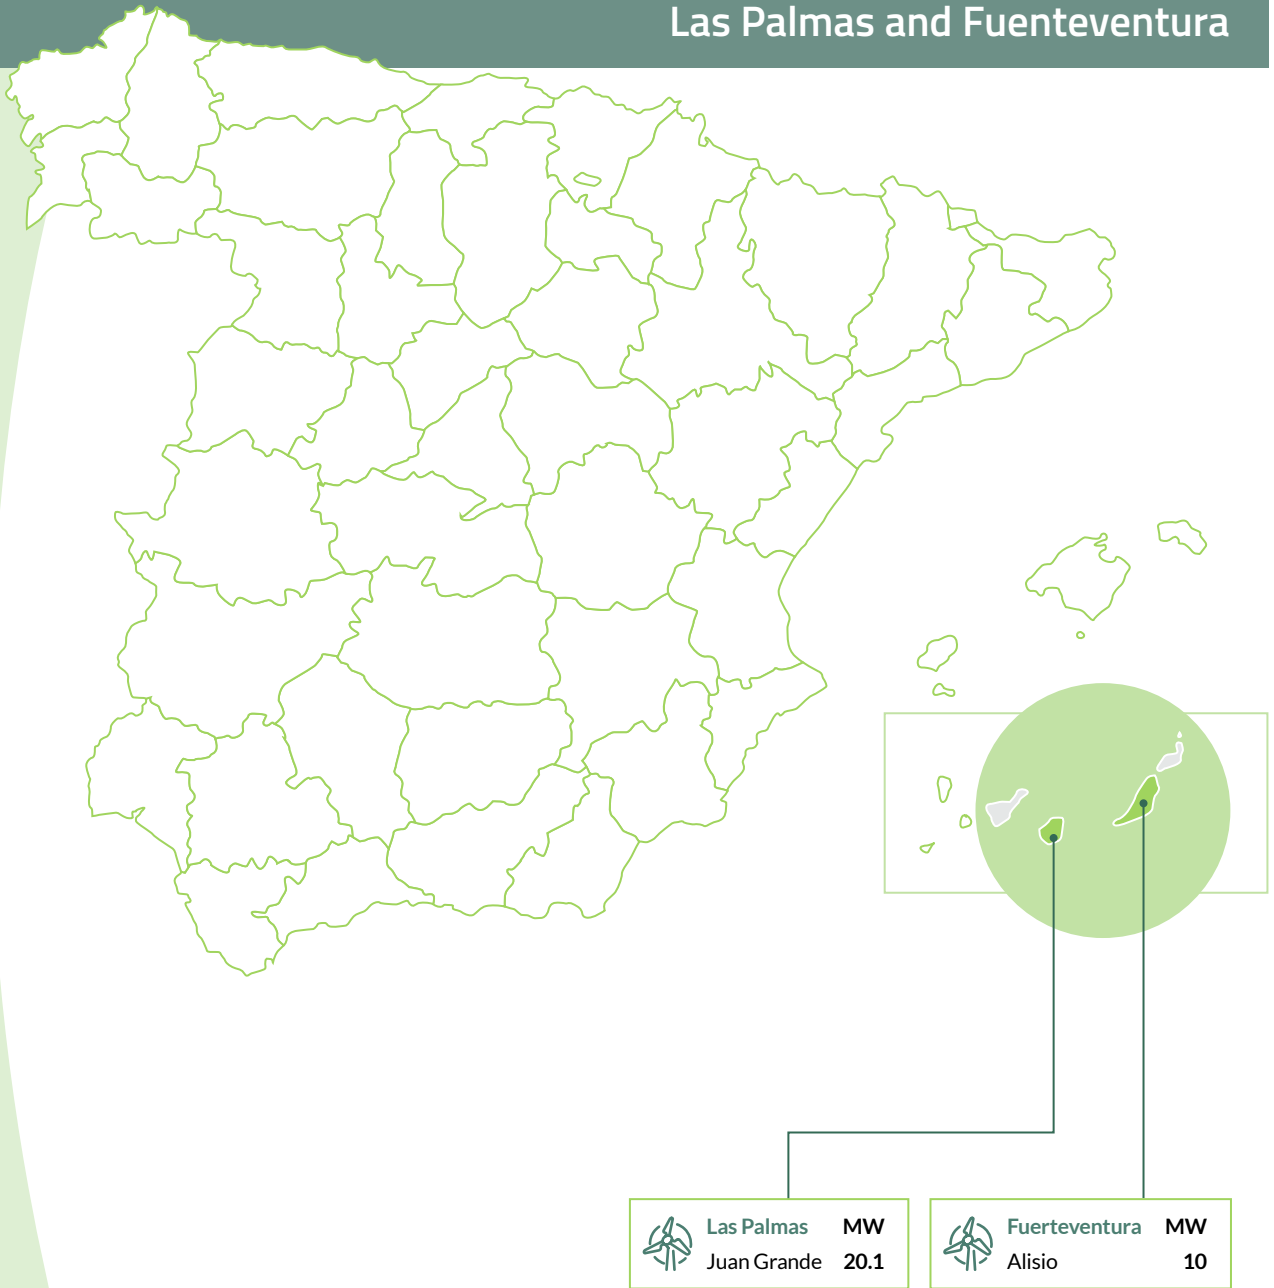 Las Palmas and Fuenteventura
Las Palmas MW
Juan Grande 20.1
Fuerteventura MW
Alisio 10